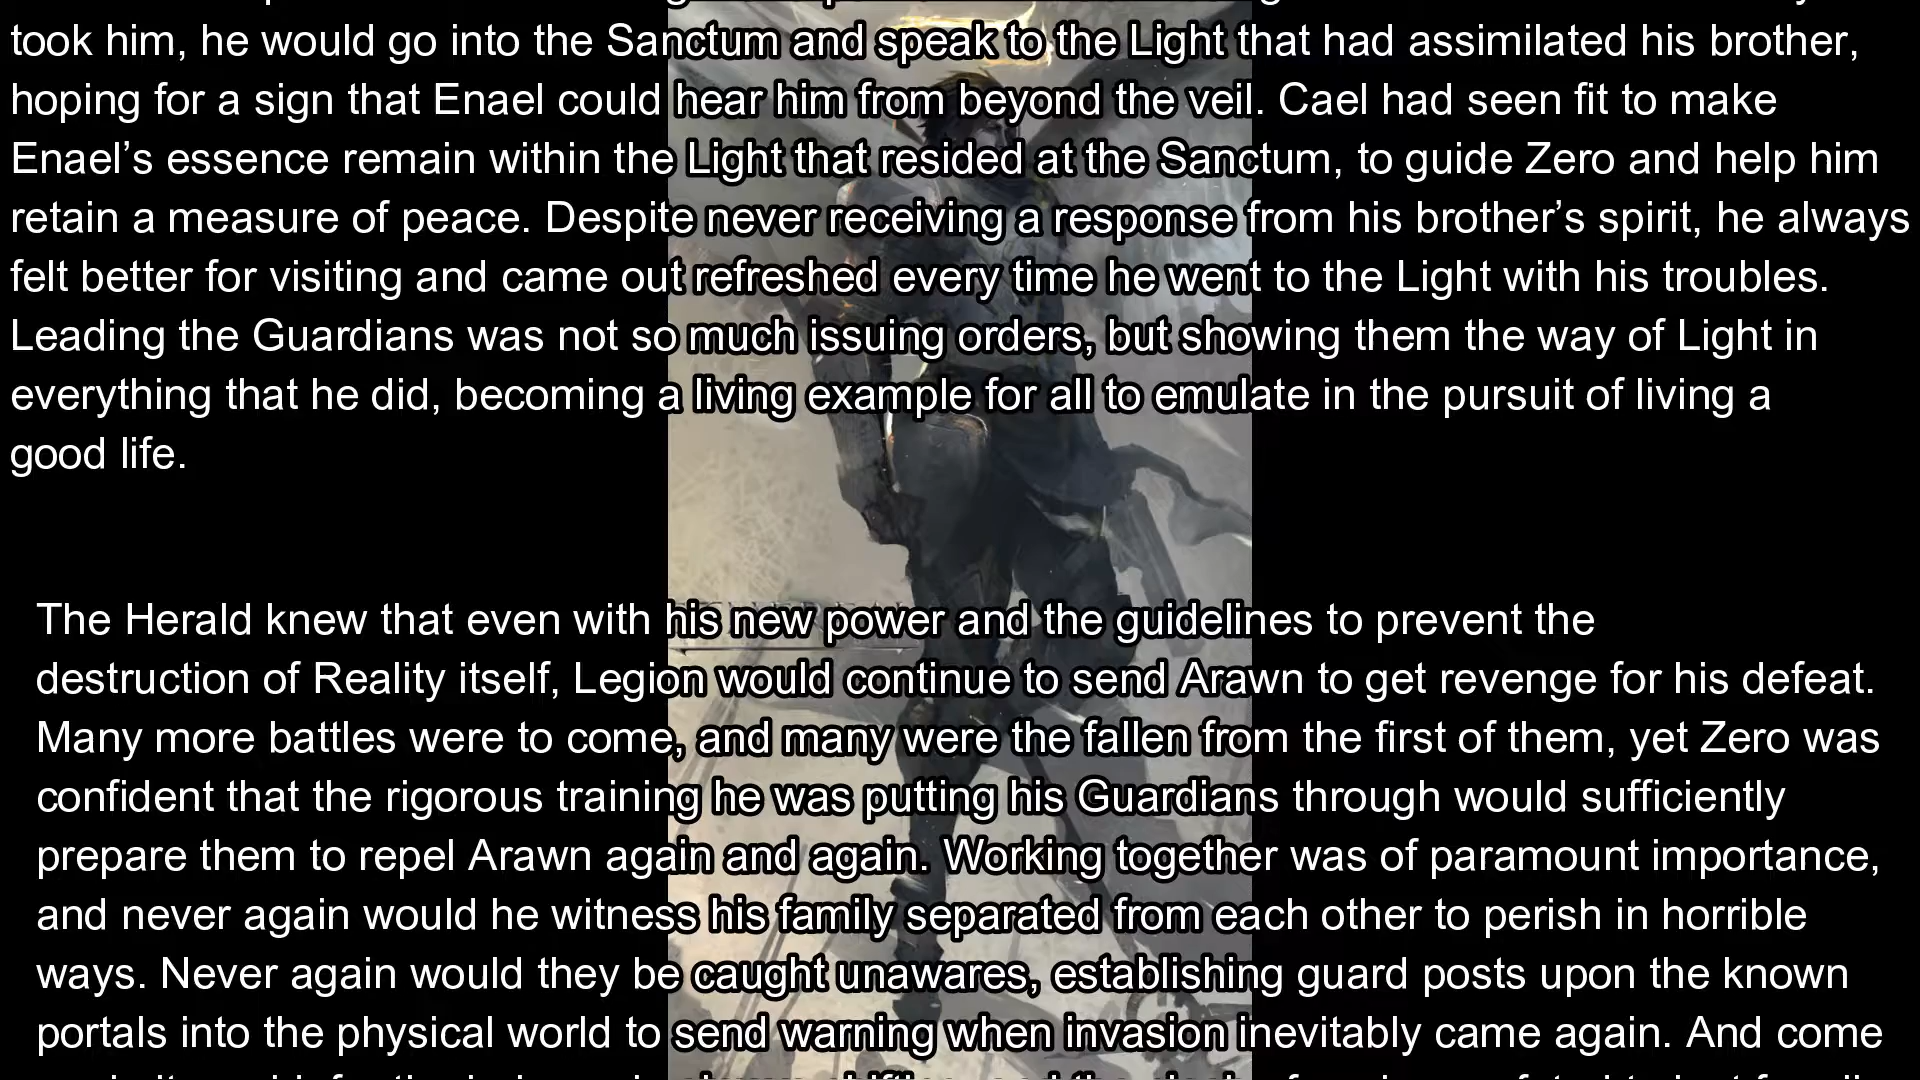 took him, he would go into the Sanctum and speak to the Light that had assimilated his brother,
hoping for a sign that Enael could hear him from beyond the veil. Cael had seen fit to make
Enael’s essence remain within the Light that resided at the Sanctum, to guide Zero and help him
retain a measure of peace. Despite never receiving a response from his brother’s spirit, he always
felt better for visiting and came out refreshed every time he went to the Light with his troubles.
Leading the Guardians was not so much issuing orders, but showing them the way of Light in
everything that he did, becoming a living example for all to emulate in the pursuit of living a
good life.
The Herald knew that even with his new power and the guidelines to prevent the
destruction of Reality itself, Legion would continue to send Arawn to get revenge for his defeat.
Many more battles were to come, and many were the fallen from the first of them, yet Zero was
confident that the rigorous training he was putting his Guardians through would sufficiently
prepare them to repel Arawn again and again. Working together was of paramount importance,
and never again would he witness his family separated from each other to perish in horrible
ways. Never again would they be caught unawares, establishing guard posts upon the known
portals into the physical world to send warning when invasion inevitably came again. And come